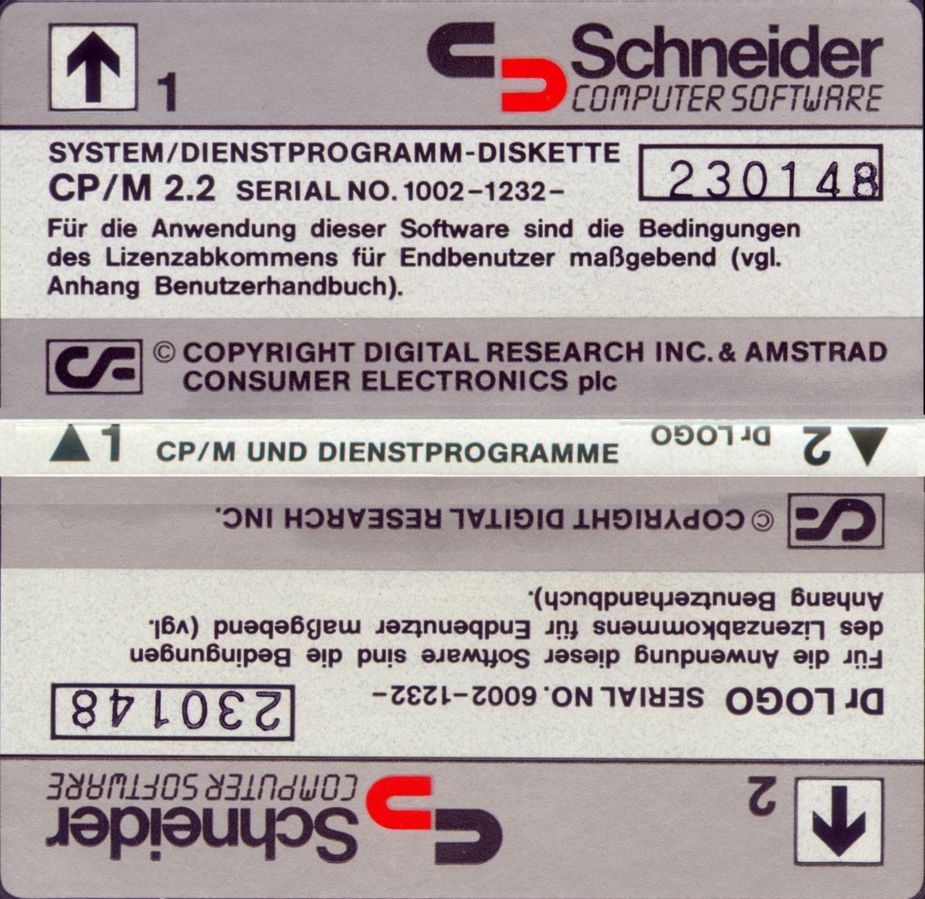 1
Schneider
COMPUTER SOFTWARE
SYSTEM/DIENSTPROGRAMM-DISKETTE
CP/M 2.2 SERIAL NO. 1002-1232- 230148
Für die Anwendung dieser Software sind die Bedingungen
des Lizenzabkommens für Endbenutzer maßgebend (vgl.
Anhang Benutzerhandbuch).
CF © COPYRIGHT DIGITAL RESEARCH INC. & AMSTRAD
CONSUMER ELECTRONICS plc
▲1 CP/M UND DIENSTPROGRAMME
▲2 Dr LOGO
2
Schneider
COMPUTER SOFTWARE
Dr LOGO SERIAL NO. 6002-1232- 230148
Für die Anwendung dieser Software sind die Bedingungen
des Lizenzabkommens für Endbenutzer maßgebend (vgl.
Anhang Benutzerhandbuch).
CF © COPYRIGHT DIGITAL RESEARCH INC.